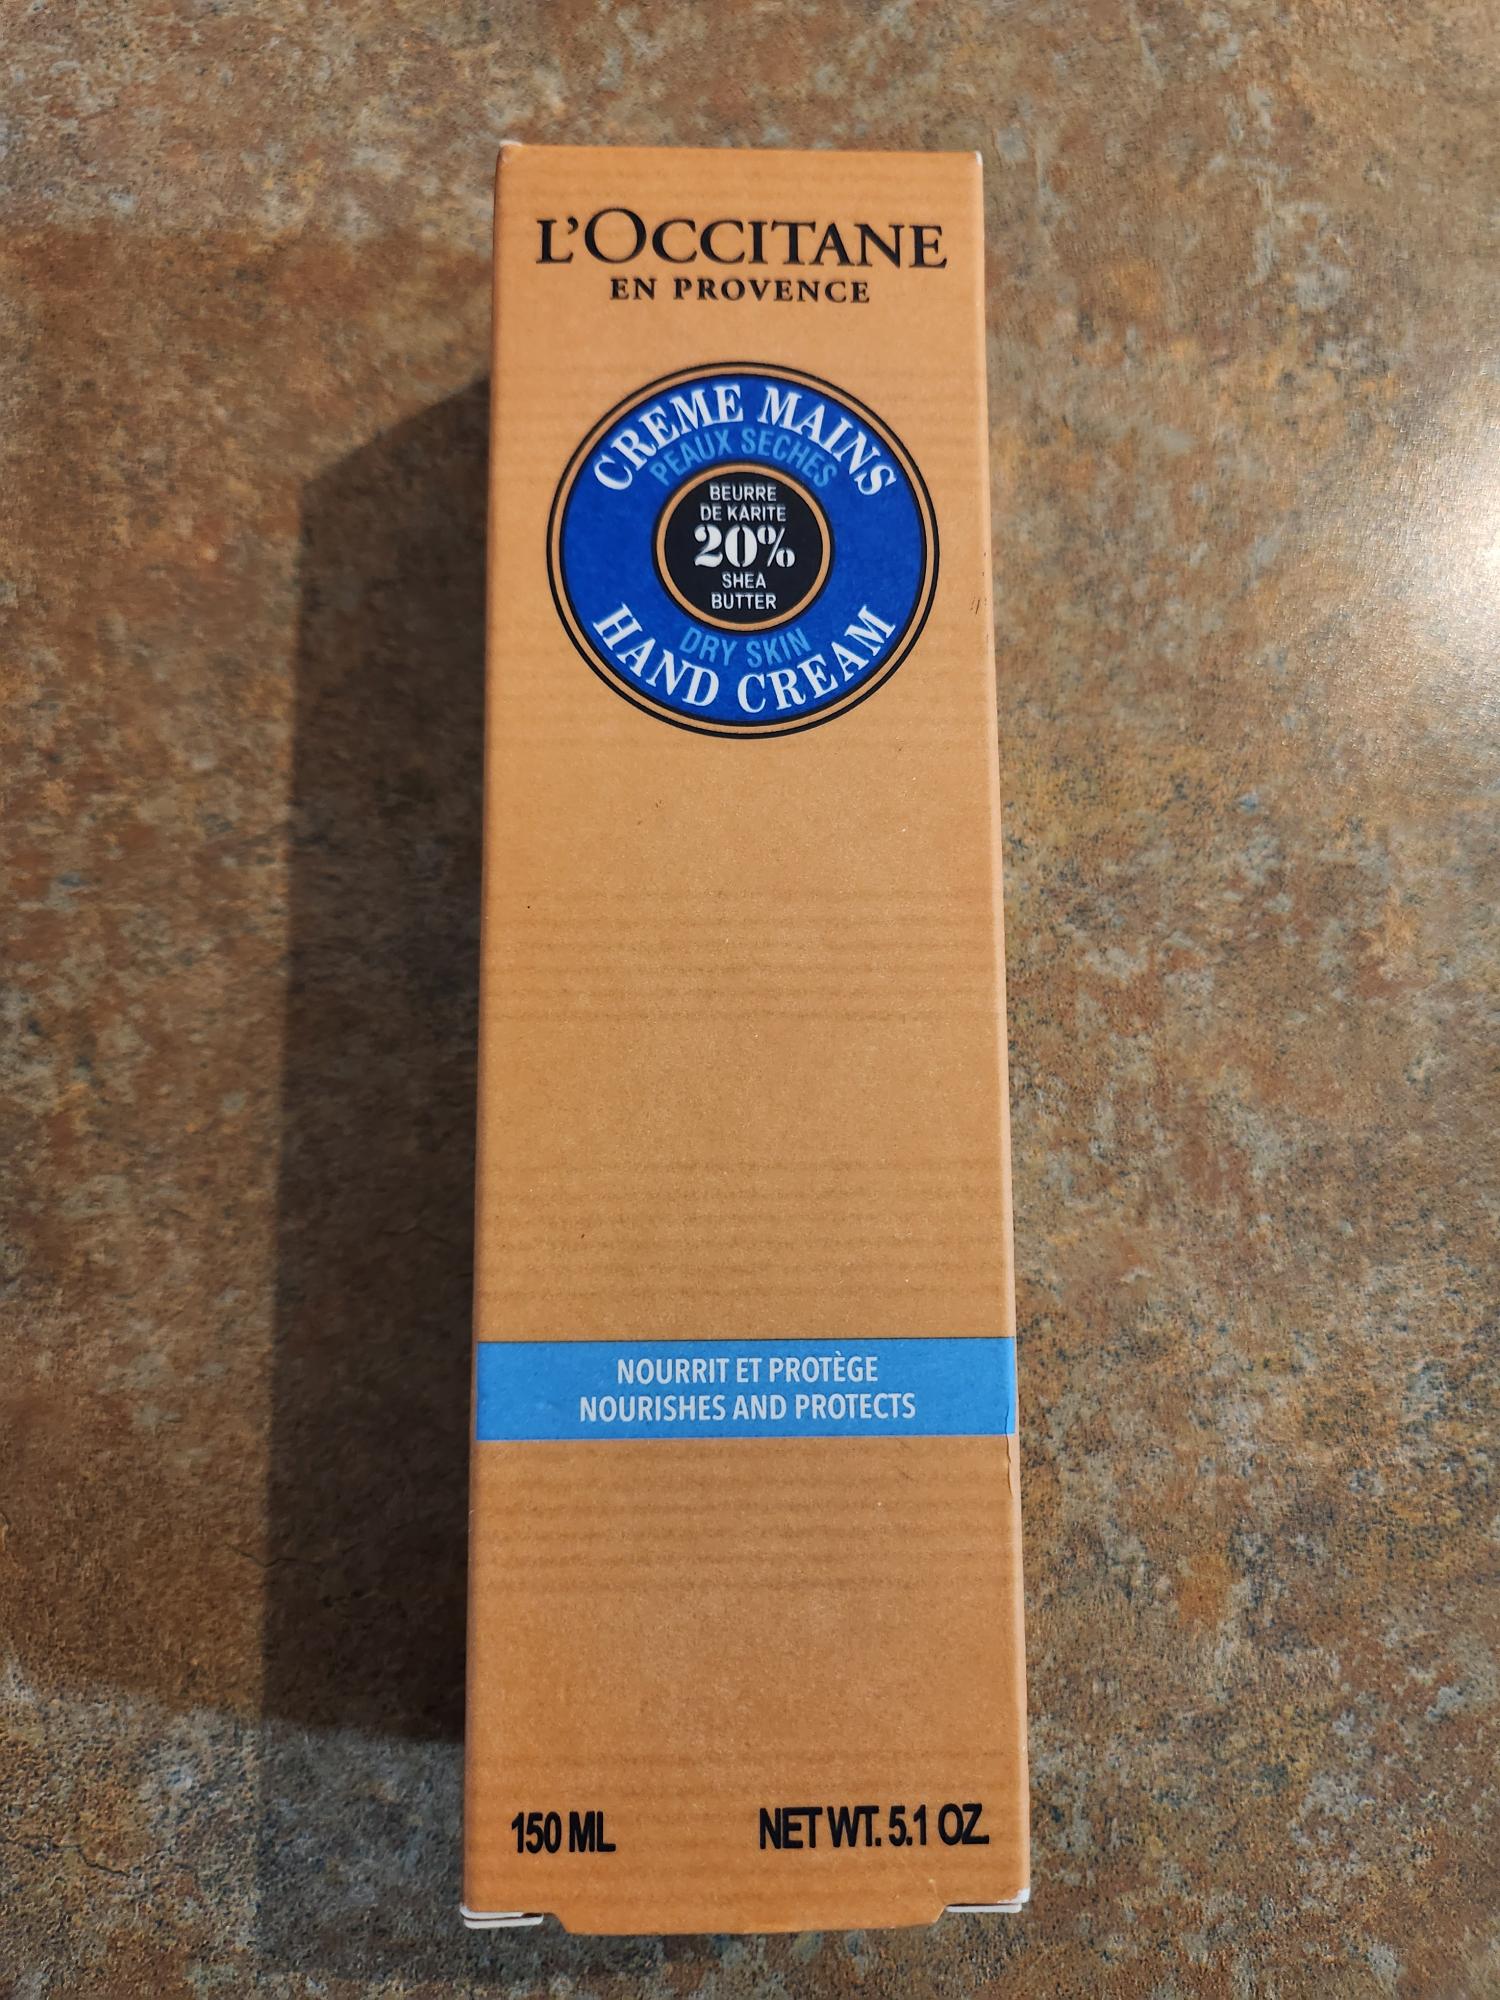 L'OCCITANE
EN PROVENCE
CREME MAINS
PEAUX SECHES
BEURRE
DE KARITE
20%
SHEA
BUTTER
DRY SKIN
HAND CREAM
NOURRIT ET PROTÈGE
NOURISHES AND PROTECTS
150 ML
NET WT. 5.1 OZ.